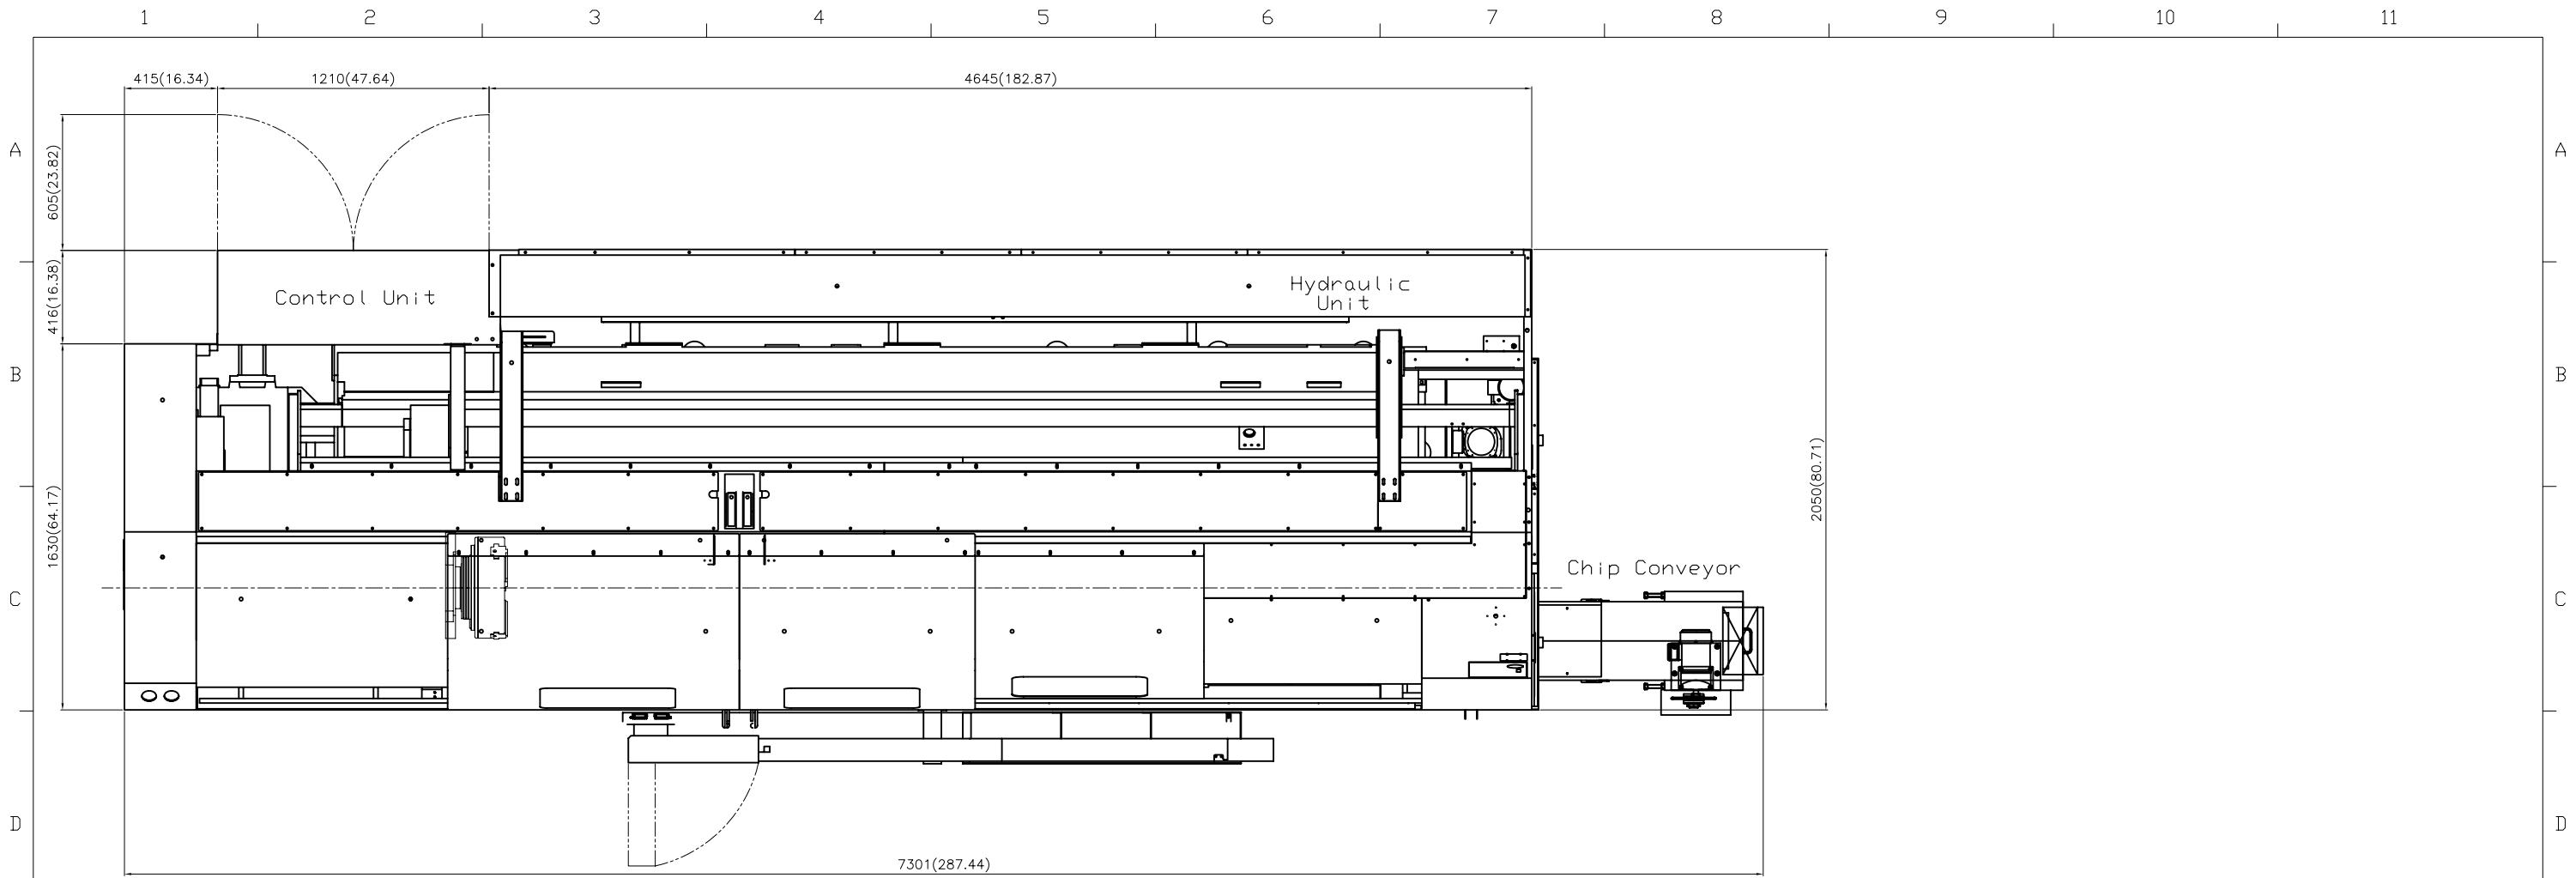 1 2 3 4 5 6 7 8 9 10 11
415(16.34) 1210(47.64) 4645(182.87)
A A
605(23.82)
416(16.38)
Control Unit
Hydraulic
Unit
B B
1630(64.17)
2050(80.71)
Chip Conveyor
C C
D D
7301(287.44)